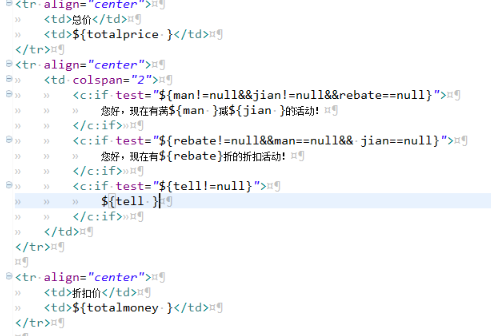 <tr align="center">
<td>总价</td>
<td>${totalprice }</td>
</tr>
<tr align="center">
<td colspan="2">
<c:if test="${man!=null&&jian!=null&&rebate==null}">
您好，现在有满${man }减${jian }的活动！
</c:if>
<c:if test="${rebate!=null&&man==null&& jian==null}">
您好，现在有${rebate}折的折扣活动！
</c:if>
<c:if test="${tell!=null}">
${tell }
</c:if>
</td>
</tr>
<tr align="center">
<td>折扣价</td>
<td>${totalmoney }</td>
</tr>